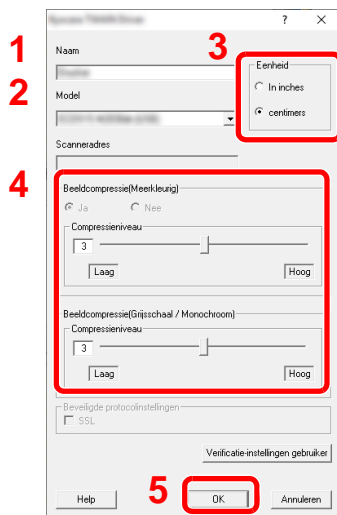 ? ×
1
Naam
2
Model
3
Eenheid
In inches
centimers
Scanneradres
4
Beeldcompressie(Meerkleurig)
Ja Nee
Compressieniveau
3
Laag Hoog
Beeldcompressie(Grijsschaal / Monochroom)
Compressieniveau
3
Laag Hoog
Beveiligde protocolinstellingen
SSL
Verificatie-instellingen gebruiker
5
Help OK Annuleren